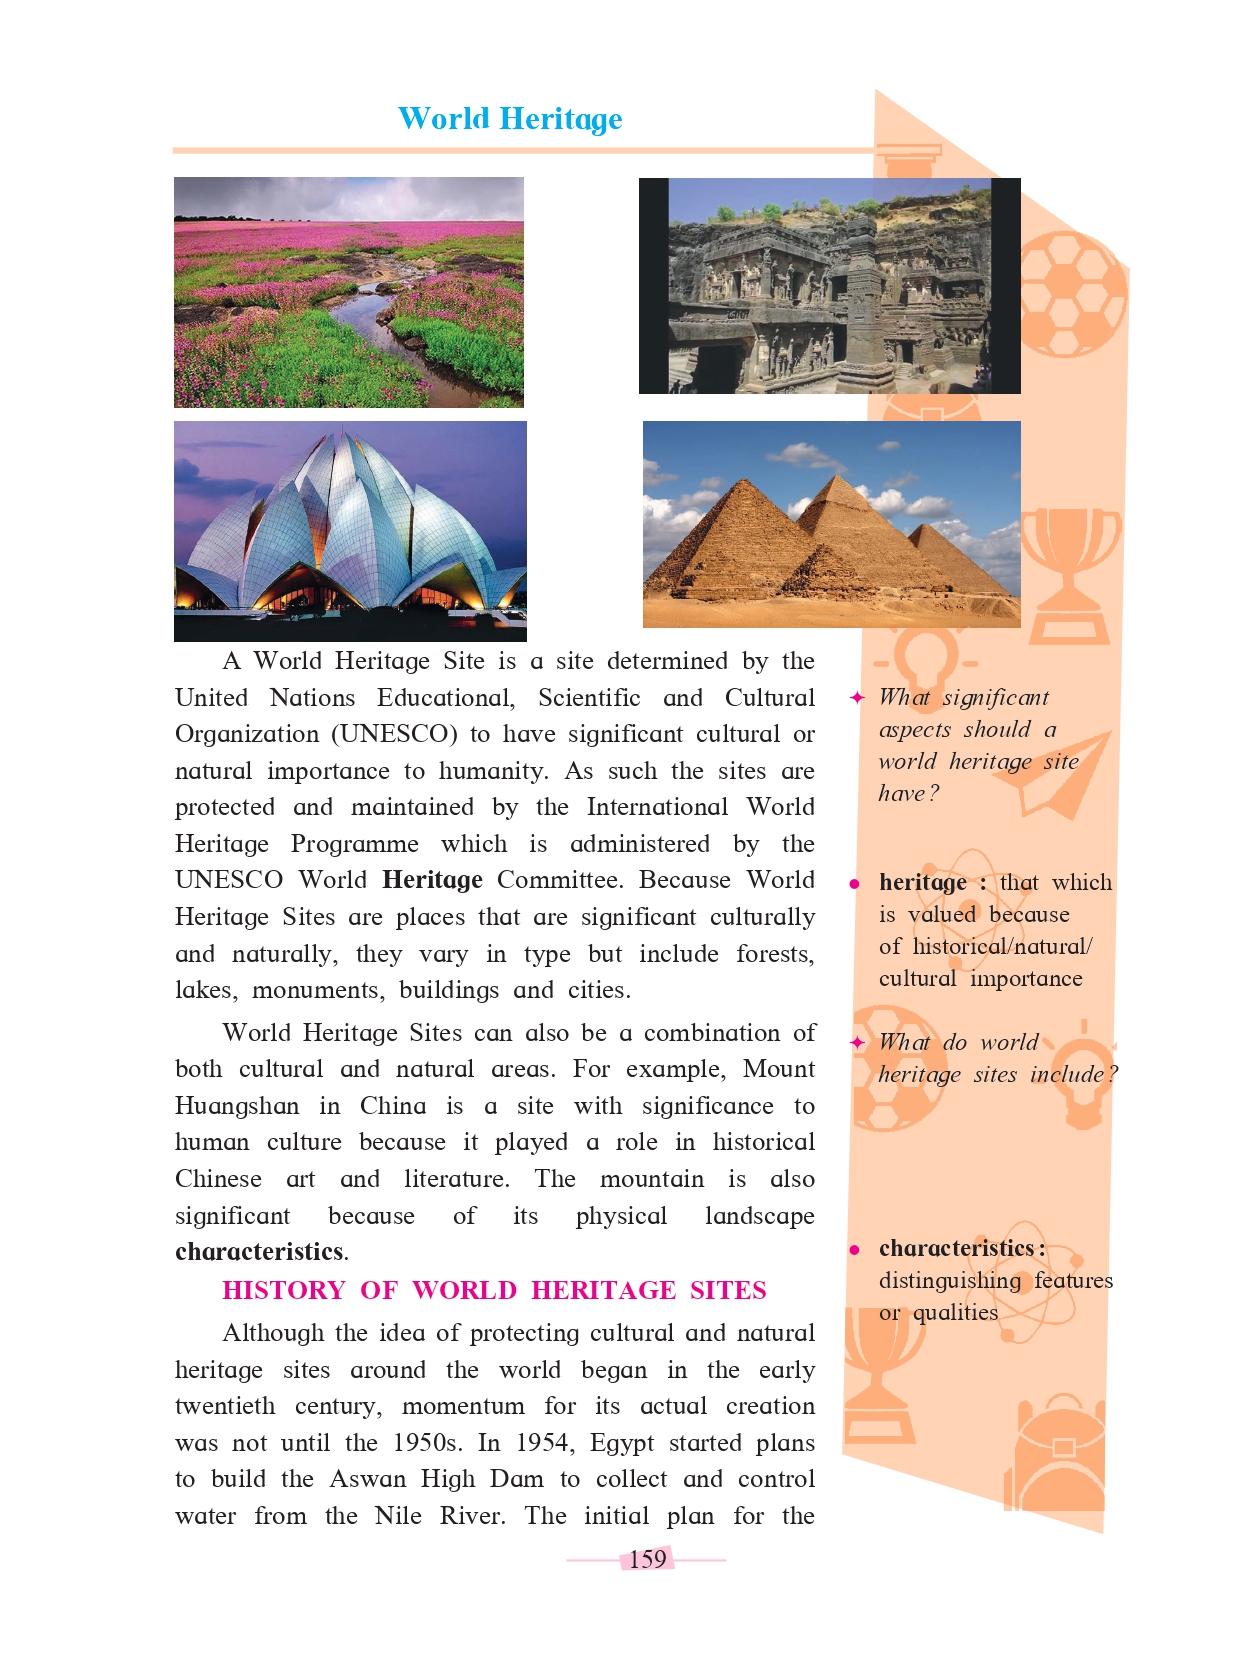 World Heritage
A World Heritage Site is a site determined by the
United Nations Educational, Scientific and Cultural
Organization (UNESCO) to have significant cultural or
natural importance to humanity. As such the sites are
protected and maintained by the International World
Heritage Programme which is administered by the
UNESCO World Heritage Committee. Because World
Heritage Sites are places that are significant culturally
and naturally, they vary in type but include forests,
lakes, monuments, buildings and cities.
World Heritage Sites can also be a combination of
both cultural and natural areas. For example, Mount
Huangshan in China is a site with significance to
human culture because it played a role in historical
Chinese art and literature. The mountain is also
significant because of its physical landscape
characteristics.
HISTORY OF WORLD HERITAGE SITES
Although the idea of protecting cultural and natural
heritage sites around the world began in the early
twentieth century, momentum for its actual creation
was not until the 1950s. In 1954, Egypt started plans
to build the Aswan High Dam to collect and control
water from the Nile River. The initial plan for the
✦ What significant
aspects should a
world heritage site
have?
● heritage : that which
is valued because
of historical/natural/
cultural importance
✦ What do world
heritage sites include?
● characteristics:
distinguishing features
or qualities
159